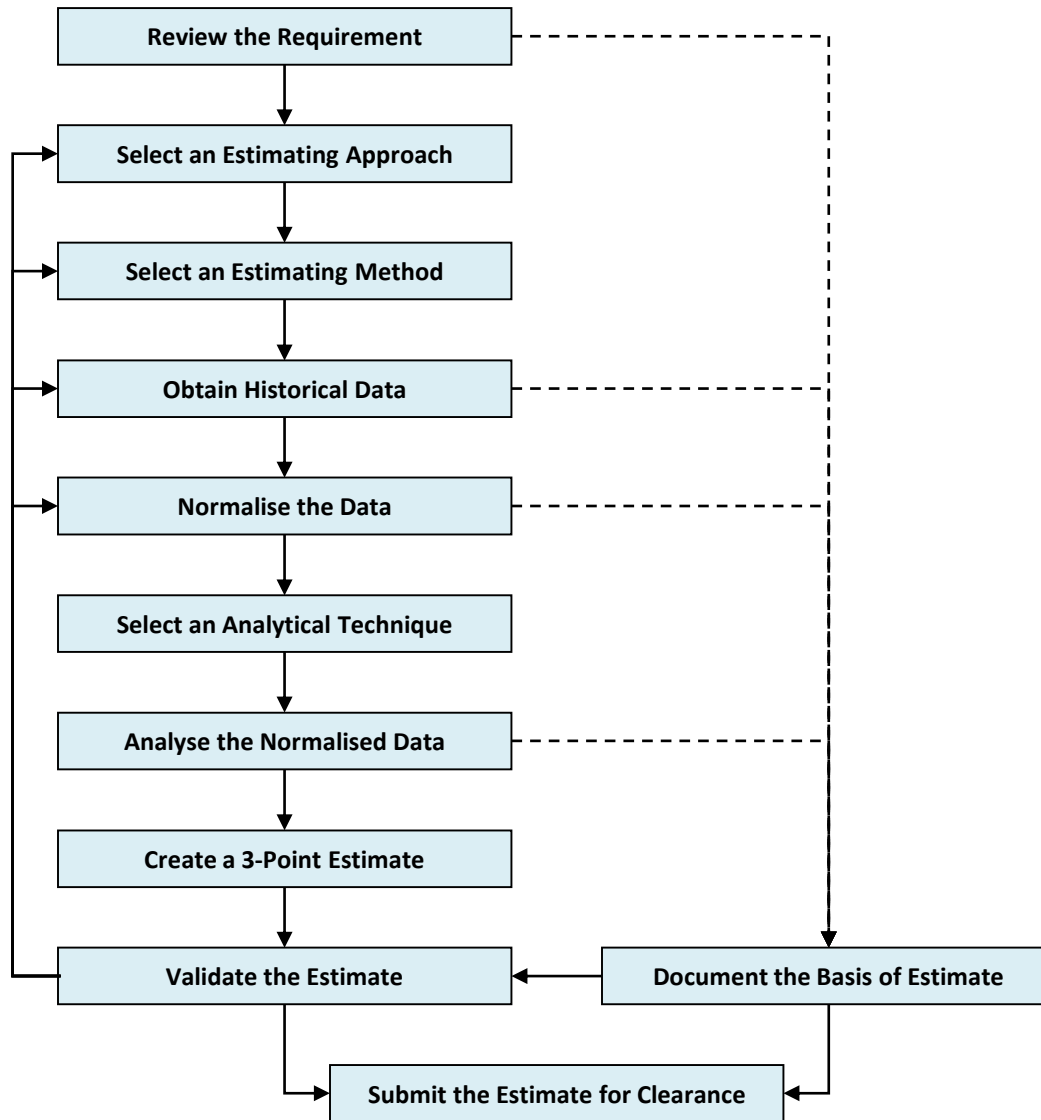 Review the Requirement
Select an Estimating Approach
Select an Estimating Method
Obtain Historical Data
Normalise the Data
Select an Analytical Technique
Analyse the Normalised Data
Create a 3-Point Estimate
Validate the Estimate
Document the Basis of Estimate
Submit the Estimate for Clearance